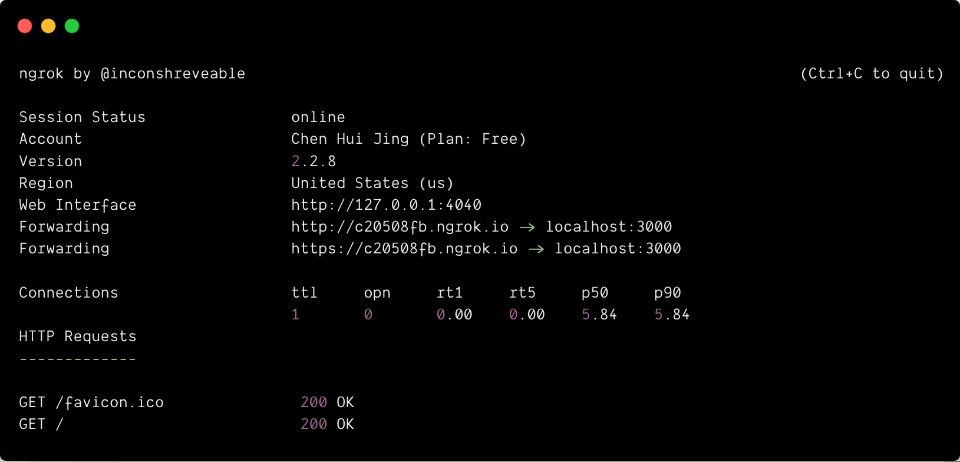 ngrok by @inconshreveable (Ctrl+C to quit)
Session Status online
Account Chen Hui Jing (Plan: Free)
Version 2.2.8
Region United States (us)
Web Interface http://127.0.0.1:4040
Forwarding http://c20508fb.ngrok.io -> localhost:3000
Forwarding https://c20508fb.ngrok.io -> localhost:3000
Connections ttl opn rt1 rt5 p50 p90
1 0 0.00 0.00 5.84 5.84
HTTP Requests
-------------
GET /favicon.ico 200 OK
GET / 200 OK